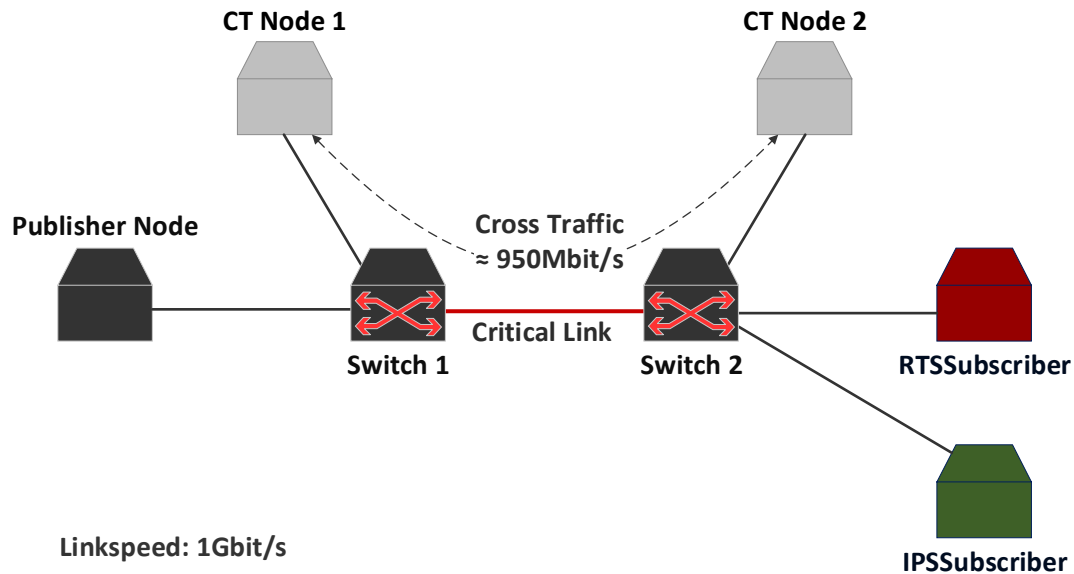 CT Node 1
CT Node 2
Publisher Node
Cross Traffic
≈ 950Mbit/s
Critical Link
Switch 1
Switch 2
RTSSubscriber
Linkspeed: 1Gbit/s
IPSSubscriber